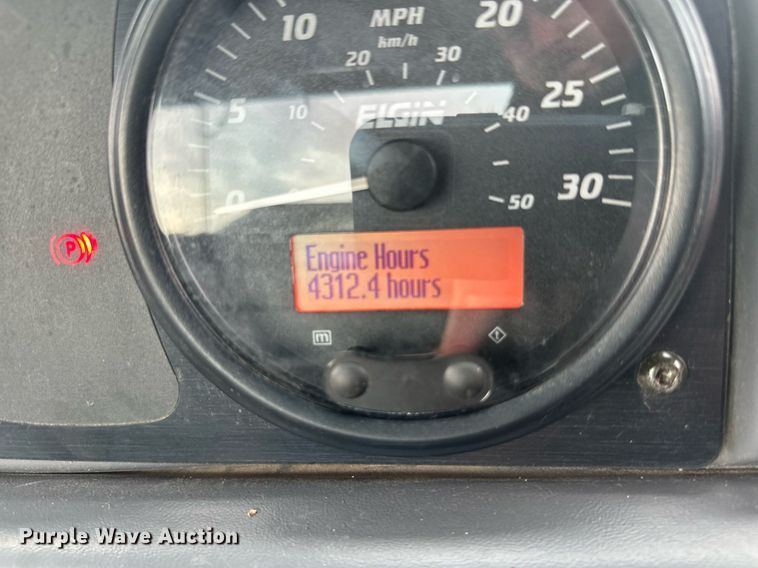 MPH
km/h
5 10 20 25 30
0
10 20 30 40 50
ELGIN
Engine Hours
4312.4 hours
P
m
Purple Wave Auction